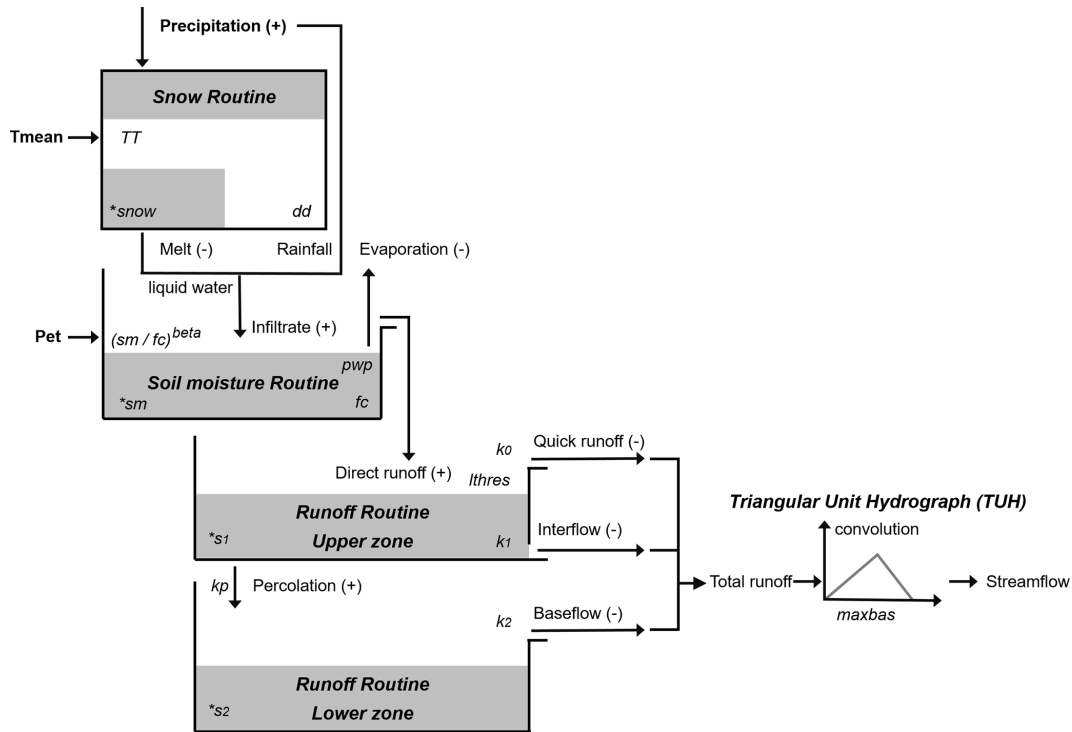 Precipitation (+)
Snow Routine
Tmean
TT
*snow
dd
Melt (-)
Rainfall
Evaporation (-)
liquid water
Infiltrate (+)
Pet
(sm / fc)^beta
pwp
Soil moisture Routine
*sm
fc
Direct runoff (+)
k0
Quick runoff (-)
lthres
Runoff Routine
Upper zone
*s1
k1
Interflow (-)
kp
Percolation (+)
k2
Baseflow (-)
Runoff Routine
Lower zone
*s2
Total runoff
Triangular Unit Hydrograph (TUH)
convolution
maxbas
Streamflow